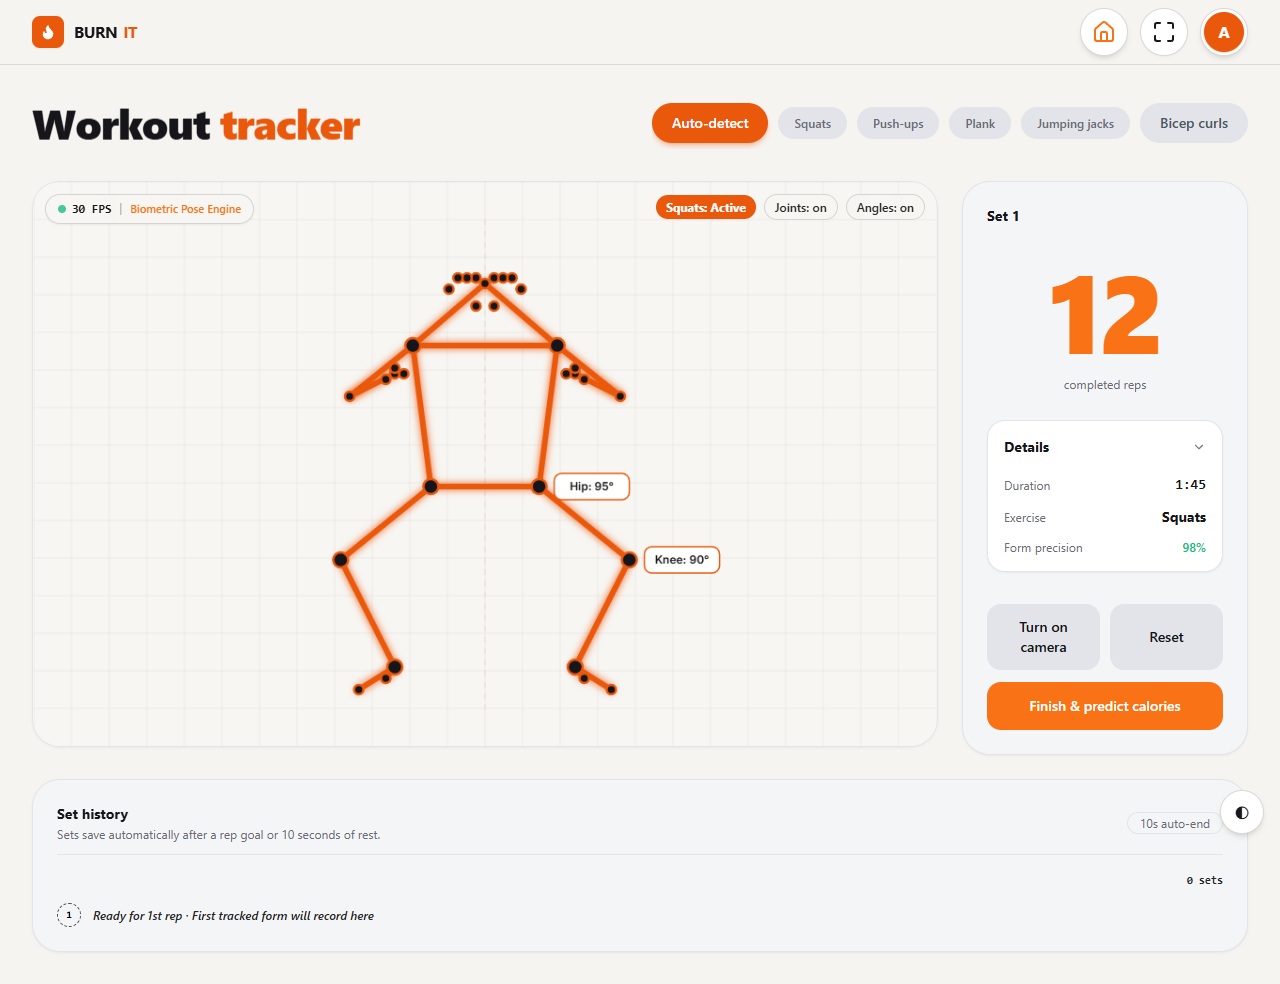 BURN IT
A
Workout tracker
Auto-detect
Squats
Push-ups
Plank
Jumping jacks
Bicep curls
30 FPS | Biometric Pose Engine
Squats: Active
Joints: on
Angles: on
Hip: 95°
Knee: 90°
Set 1
12
completed reps
Details
Duration 1:45
Exercise Squats
Form precision 98%
Turn on
camera
Reset
Finish & predict calories
Set history
Sets save automatically after a rep goal or 10 seconds of rest.
10s auto-end
0 sets
1 Ready for 1st rep · First tracked form will record here